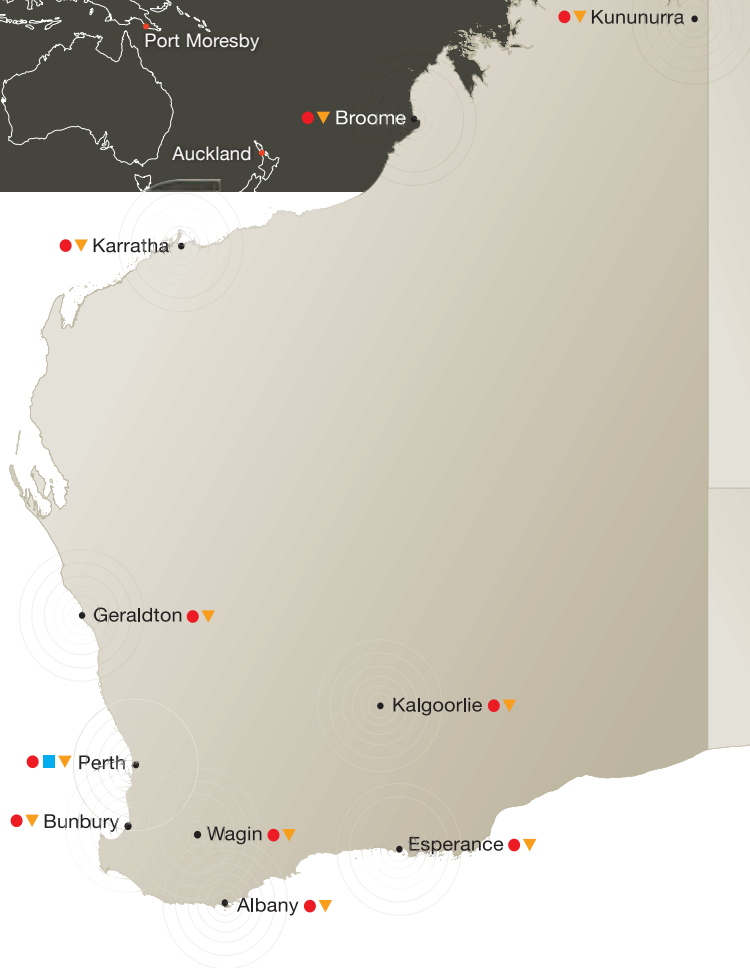 Kununurra
Port Moresby
Broome
Auckland
Karratha
Geraldton
Kalgoorlie
Perth
Bunbury
Wagin
Esperance
Albany